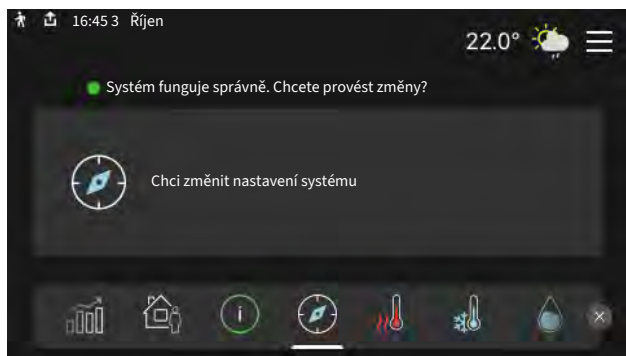 16:45 3 Říjen
22.0°
Systém funguje správně. Chcete provést změny?
Chci změnit nastavení systému
i